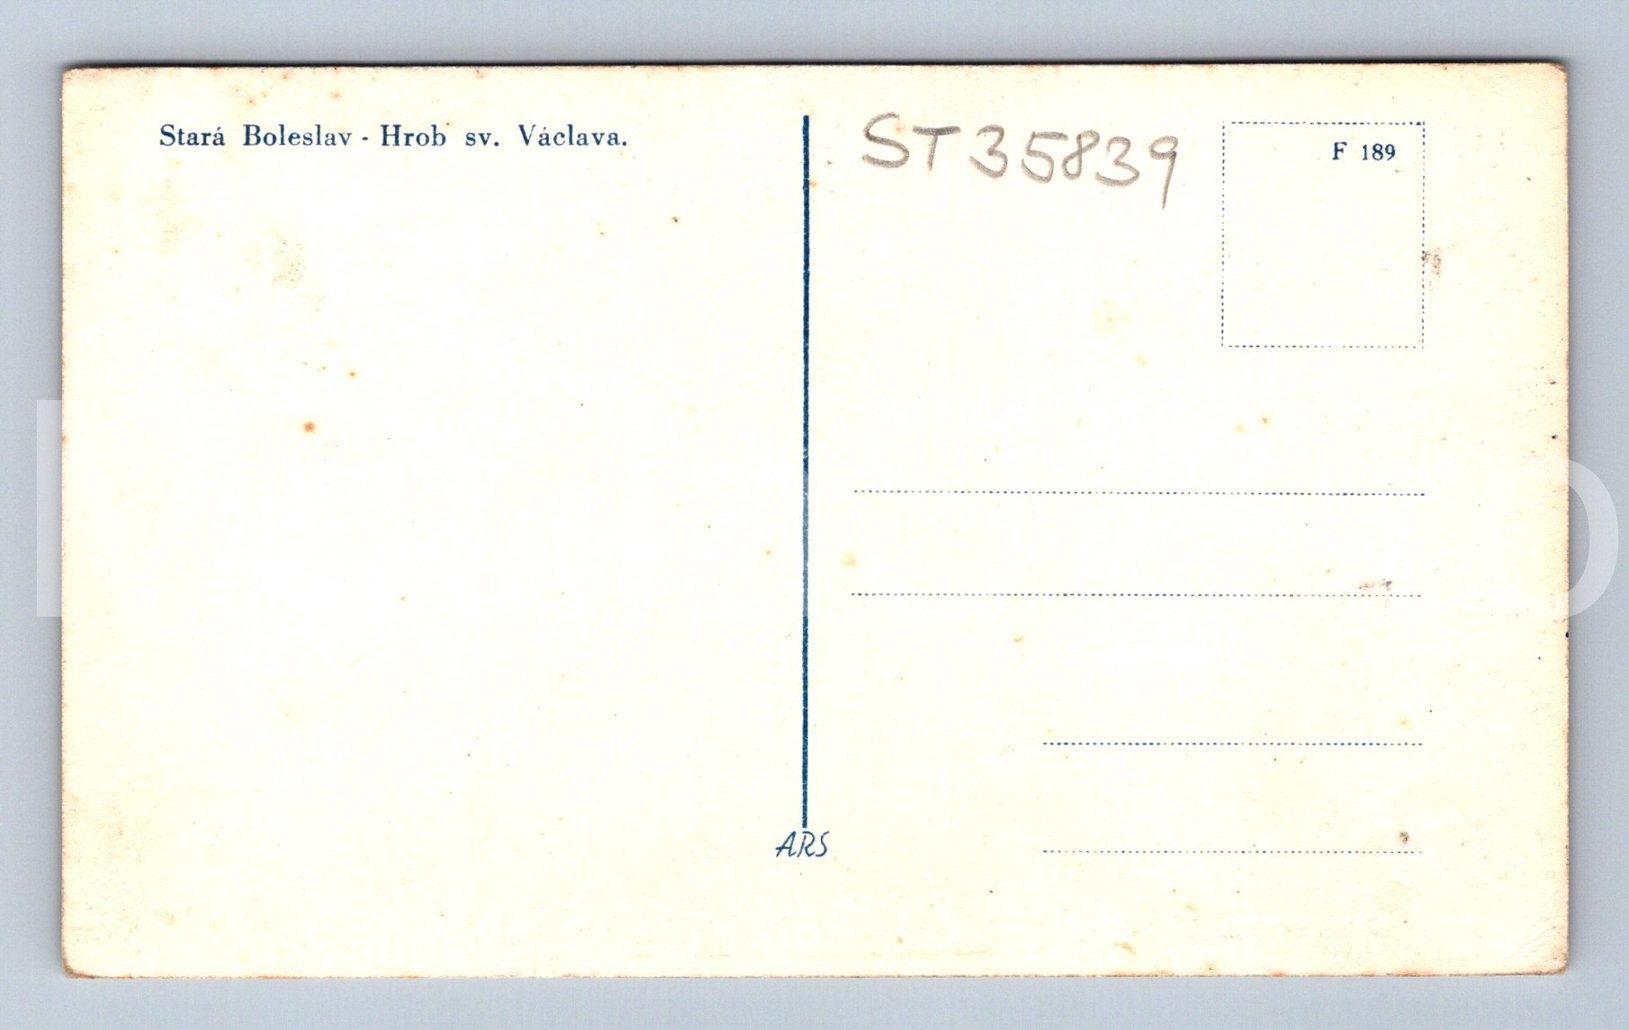 Stará Boleslav - Hrob sv. Václava.
ST35839
F 189
ARS